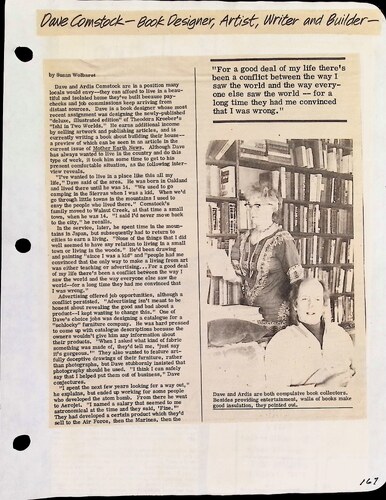 Dave Comstock—Book Designer, Artist, Writer and Builder—
by Susan Wallenrot
Dave and Ardis Comstock are in a position many
locals would envy--they can afford to live in a beau-
tiful and isolated home they've built because pay-
checks and job commissions keep arriving from
distant sources. Dave is a book designer whose most
recent assignment was designing the newly-published
"deluxe, illustrated edition" of Theodora Kroeber's
"Ishi in Two Worlds." He earns additional income
by selling artwork and publishing articles, and is
currently writing a book about building their house--
a preview of which can be seen in an article in the
current issue of Mother Earth News. Although Dave
has always wanted to live in the country and do this
type of work, it took him some time to get to his
present comfortable situation, as the following inter-
view reveals.
"I've wanted to live in a place like this all my
life," Dave said of the area. He was born in Oakland
and lived there until he was 14. "We used to go
camping in the Sierras when I was a kid. When we'd
go through little towns in the mountains I used to
envy the people who lived there." Comstock's
family moved to Walnut Creek, at that time a small
town, when he was 14. "I said I'd never move back
to the city," he recalls.
In the service, later, he spent time in the moun-
tains in Japan, but subsequently had to return to
cities to earn a living. "None of the things that I did
well seemed to have any relation to living in a small
town or living in the woods." He'd been drawing
and painting "since I was a kid" and "people had me
convinced that the only way to make a living from art
was either teaching or advertising....For a good deal
of my life there's been a conflict between the way I
saw the world and the way everyone else saw the
world--for a long time they had me convinced that
I was wrong."
Advertising offered job opportunities, although a
conflict persisted. "Advertising isn't meant to be
honest about revealing the good and bad about a
product--I kept wanting to change this." One of
Dave's choice jobs was designing a catalogue for a
"schlocky" furniture company. He was hard pressed
to come up with catalogue descriptions because the
owners wouldn't give him any information about
their products. "When I asked what kind of fabric
something was made of, they'd tell me, 'just say
it's gorgeous.'" They also wanted to feature art-
fully deceptive drawings of their furniture, rather
than photographs, but Dave stubbornly insisted that
photography should be used. "I think I can safely
say that I helped put them out of business," Dave
conjectures.
"I spent the next few years looking for a way out,"
he explains, but ended up working for some people
who developed the atom bomb. From there he went
to Aerojet. "I named a salary that seemed to me
astronomical at the time and they said, 'Fine.'"
They had developed a certain product which they'd
sell to the Air Force, then the Marines, then the
"For a good deal of my life there's
been a conflict between the way I
saw the world and the way every-
one else saw the world -- for a
long time they had me convinced
that I was wrong."
Dave and Ardis are both compulsive book collectors.
Besides providing entertainment, walls of books make
good insulation, they pointed out.
167